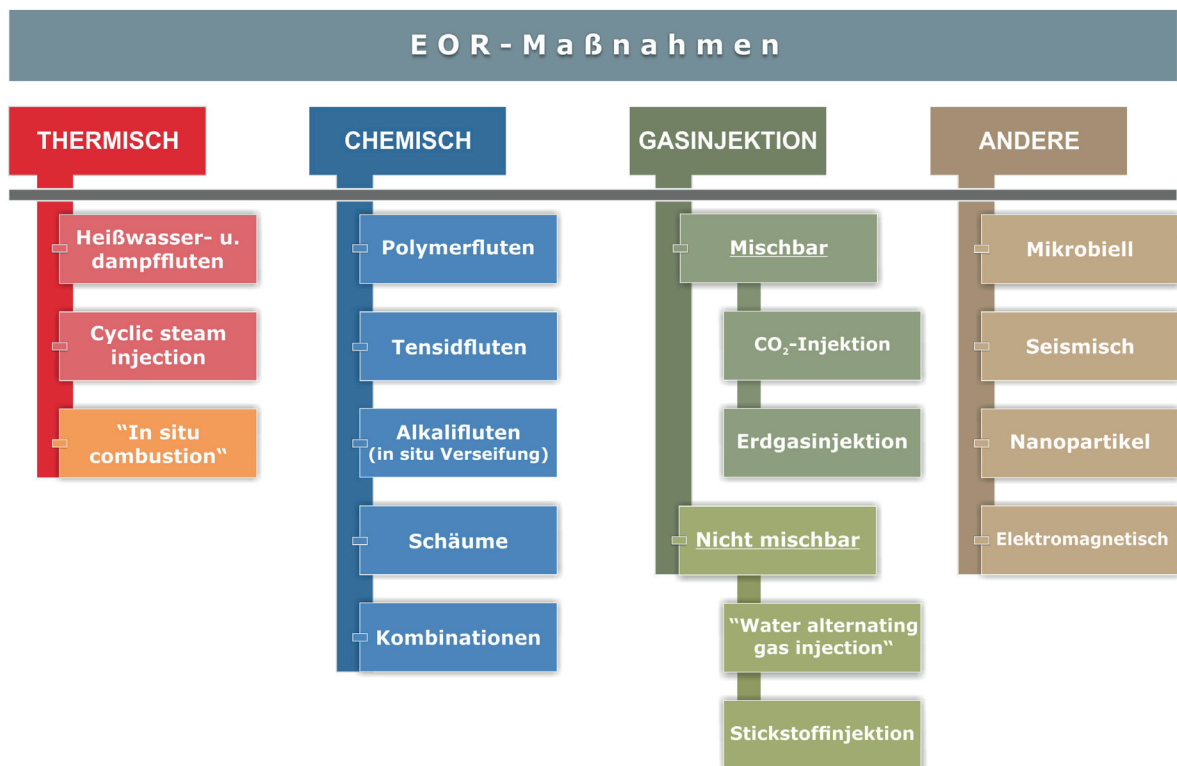 EOR-Maßnahmen
THERMISCH
Heißwasser- u.
dampffluten
Cyclic steam
injection
“In situ
combustion“
CHEMISCH
Polymerfluten
Tensidfluten
Alkalifluten
(in situ Verseifung)
Schäume
Kombinationen
GASINJEKTION
Mischbar
CO₂-Injektion
Erdgasinjektion
Nicht mischbar
“Water alternating
gas injection“
Stickstoffinjektion
ANDERE
Mikrobiell
Seismisch
Nanopartikel
Elektromagnetisch